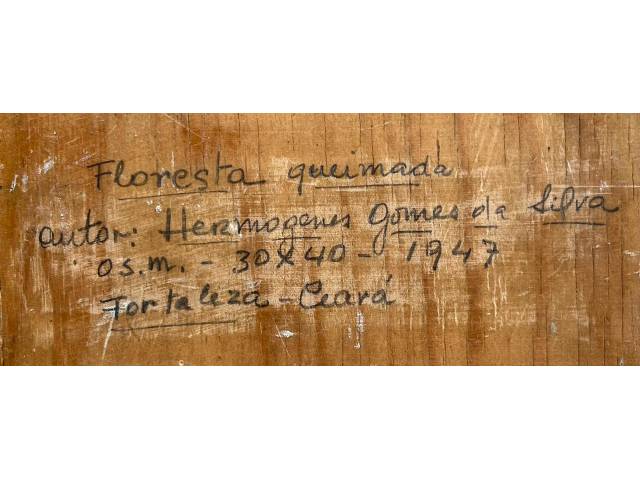 Floresta queimada
autor: Hermogenes Gomes da Silva
o.s.m. - 30x40 - 1947
Fortaleza - Ceará